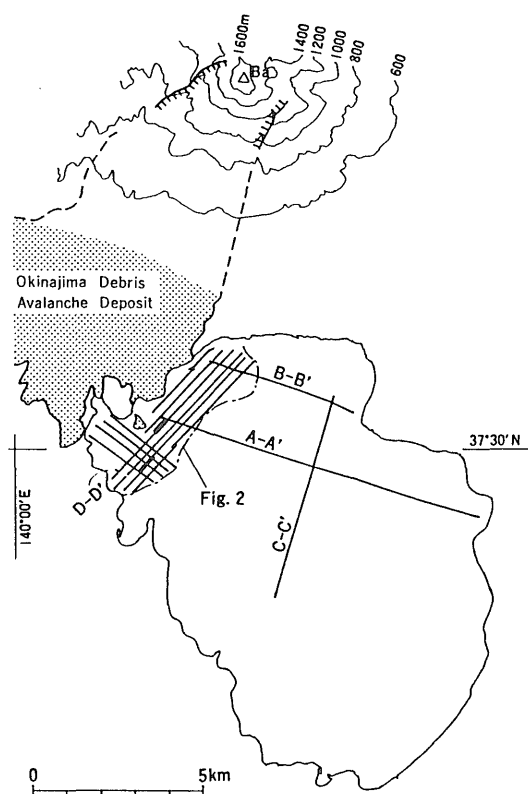 1600m
1400
1200
1000
800
600
Ba
Okinajima Debris
Avalanche Deposit
B–B'
A–A'
37°30'N
D–D'
Fig. 2
140°00'E
C–C'
0 5km